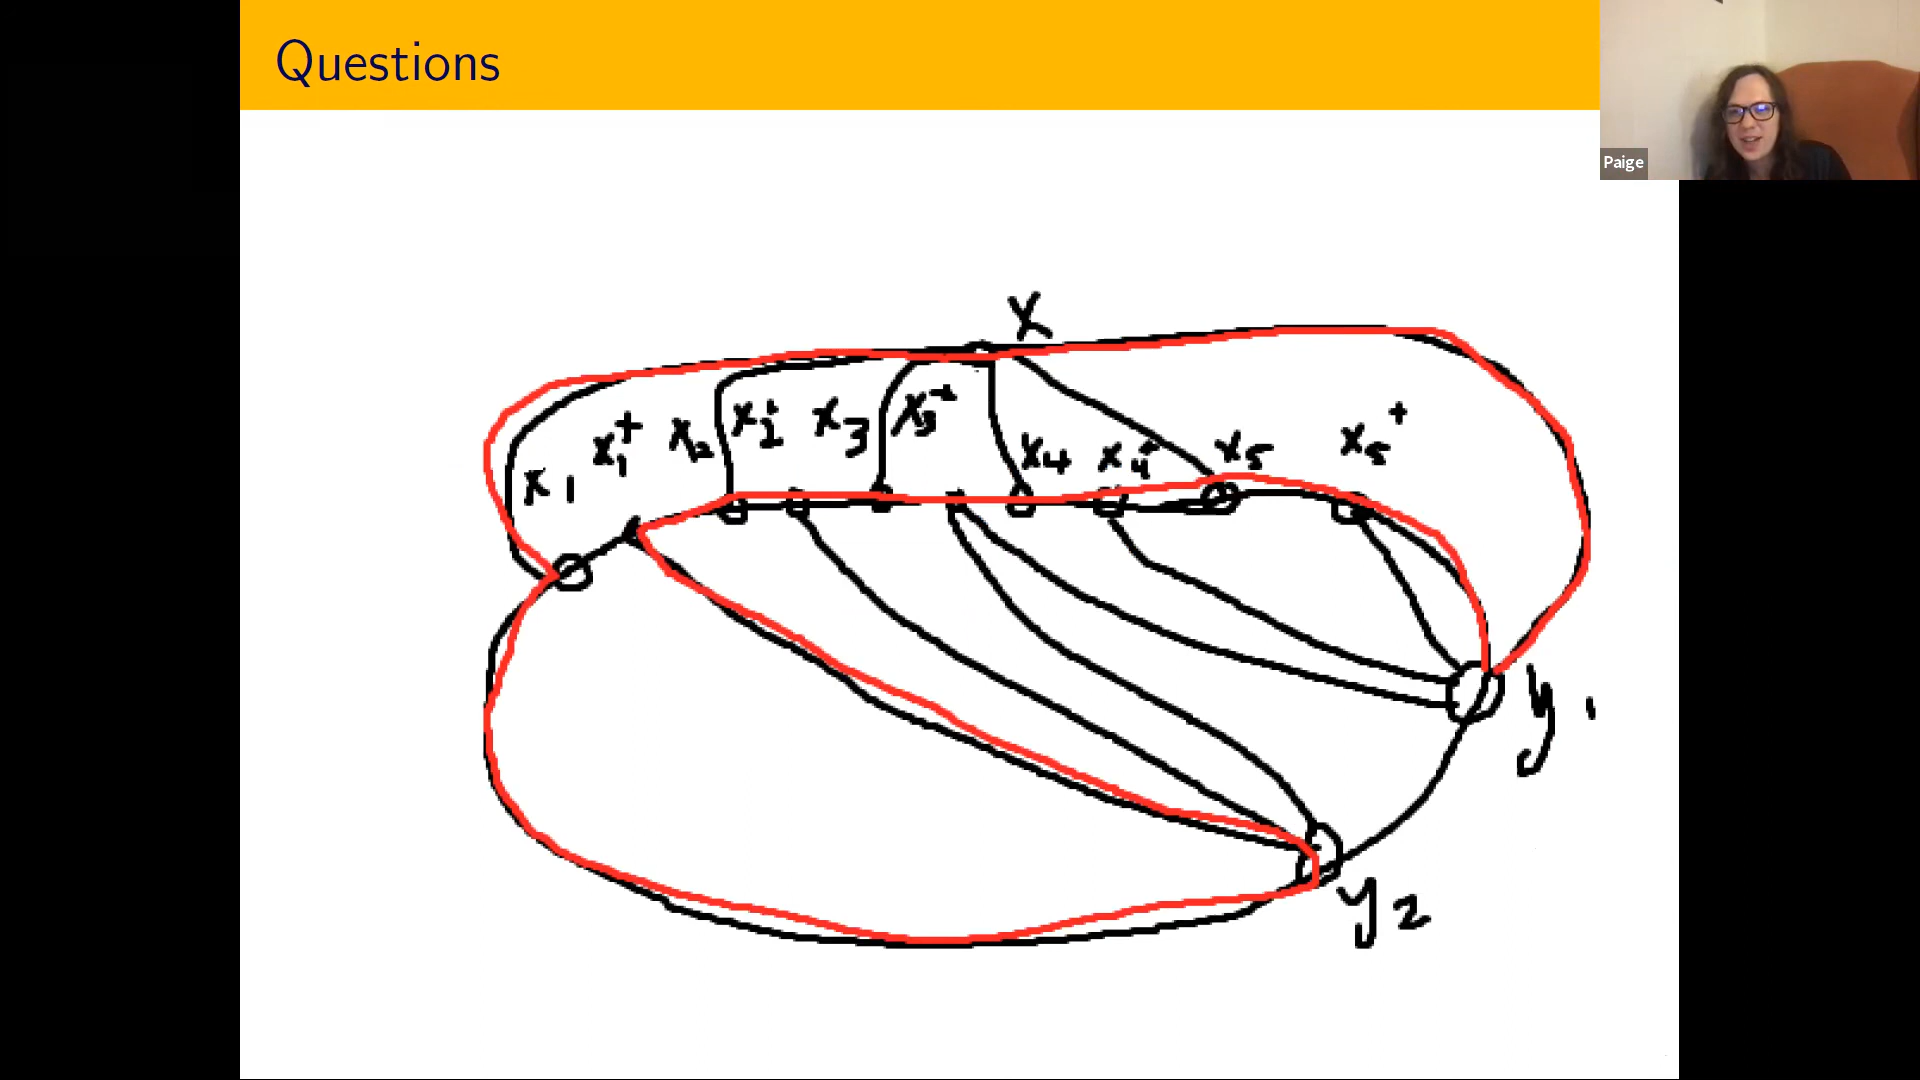 Questions
Paige
x
x1 x1+ x2 x2+ x3 x3+ x4 x4+ x5 x5+
y1
y2